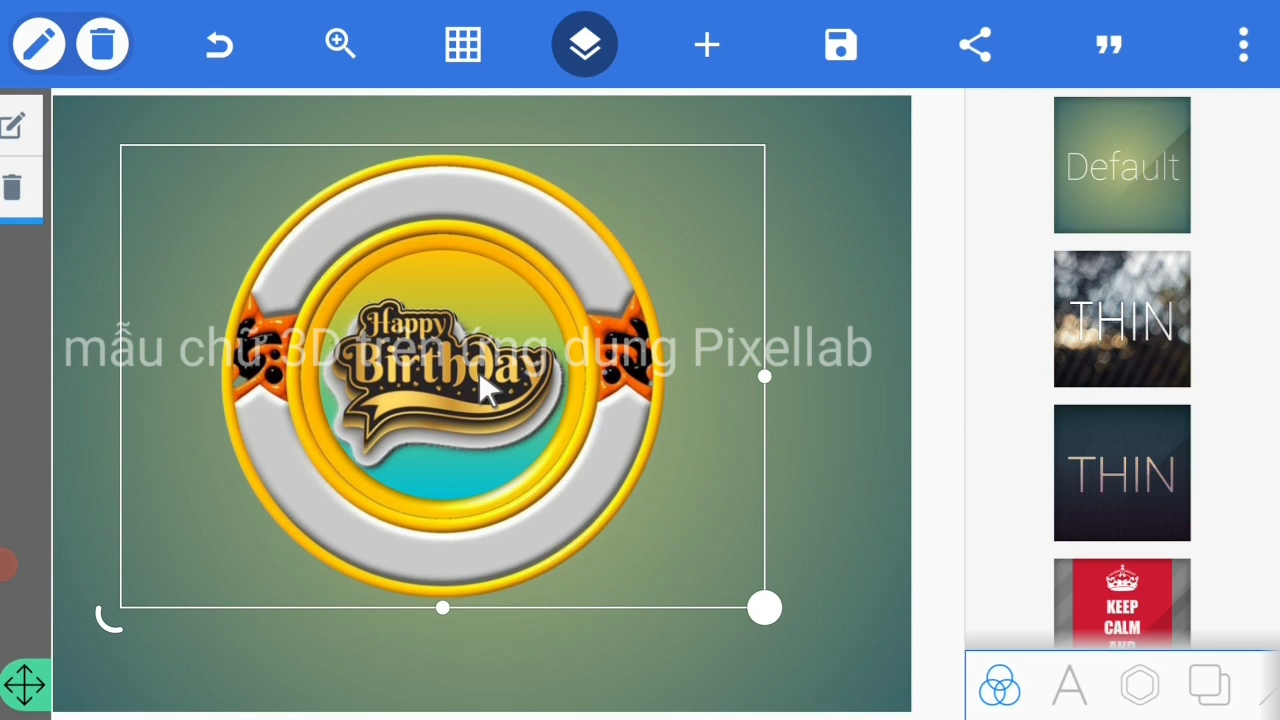 Default
THIN
THIN
KEEP
CALM
Happy
Birthday
mẫu chữ 3D trên ứng dụng Pixellab